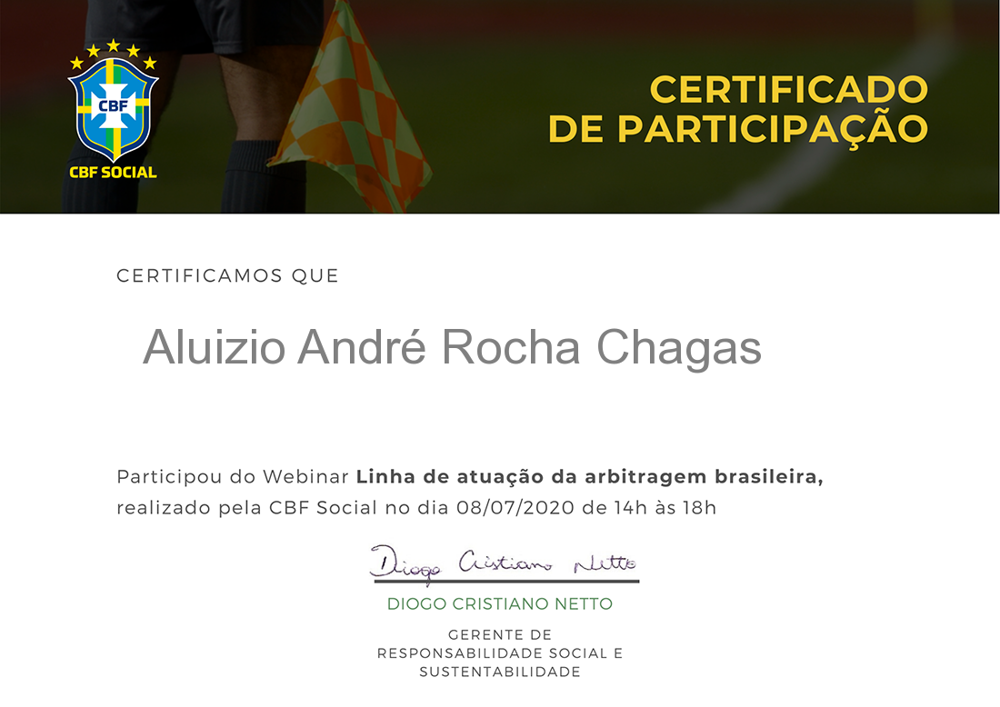 CBF
CBF SOCIAL
CERTIFICADO
DE PARTICIPAÇÃO
CERTIFICAMOS QUE
Aluizio André Rocha Chagas
Participou do Webinar Linha de atuação da arbitragem brasileira,
realizado pela CBF Social no dia 08/07/2020 de 14h às 18h
Diogo Cristiano Netto
DIOGO CRISTIANO NETTO
GERENTE DE
RESPONSABILIDADE SOCIAL E
SUSTENTABILIDADE